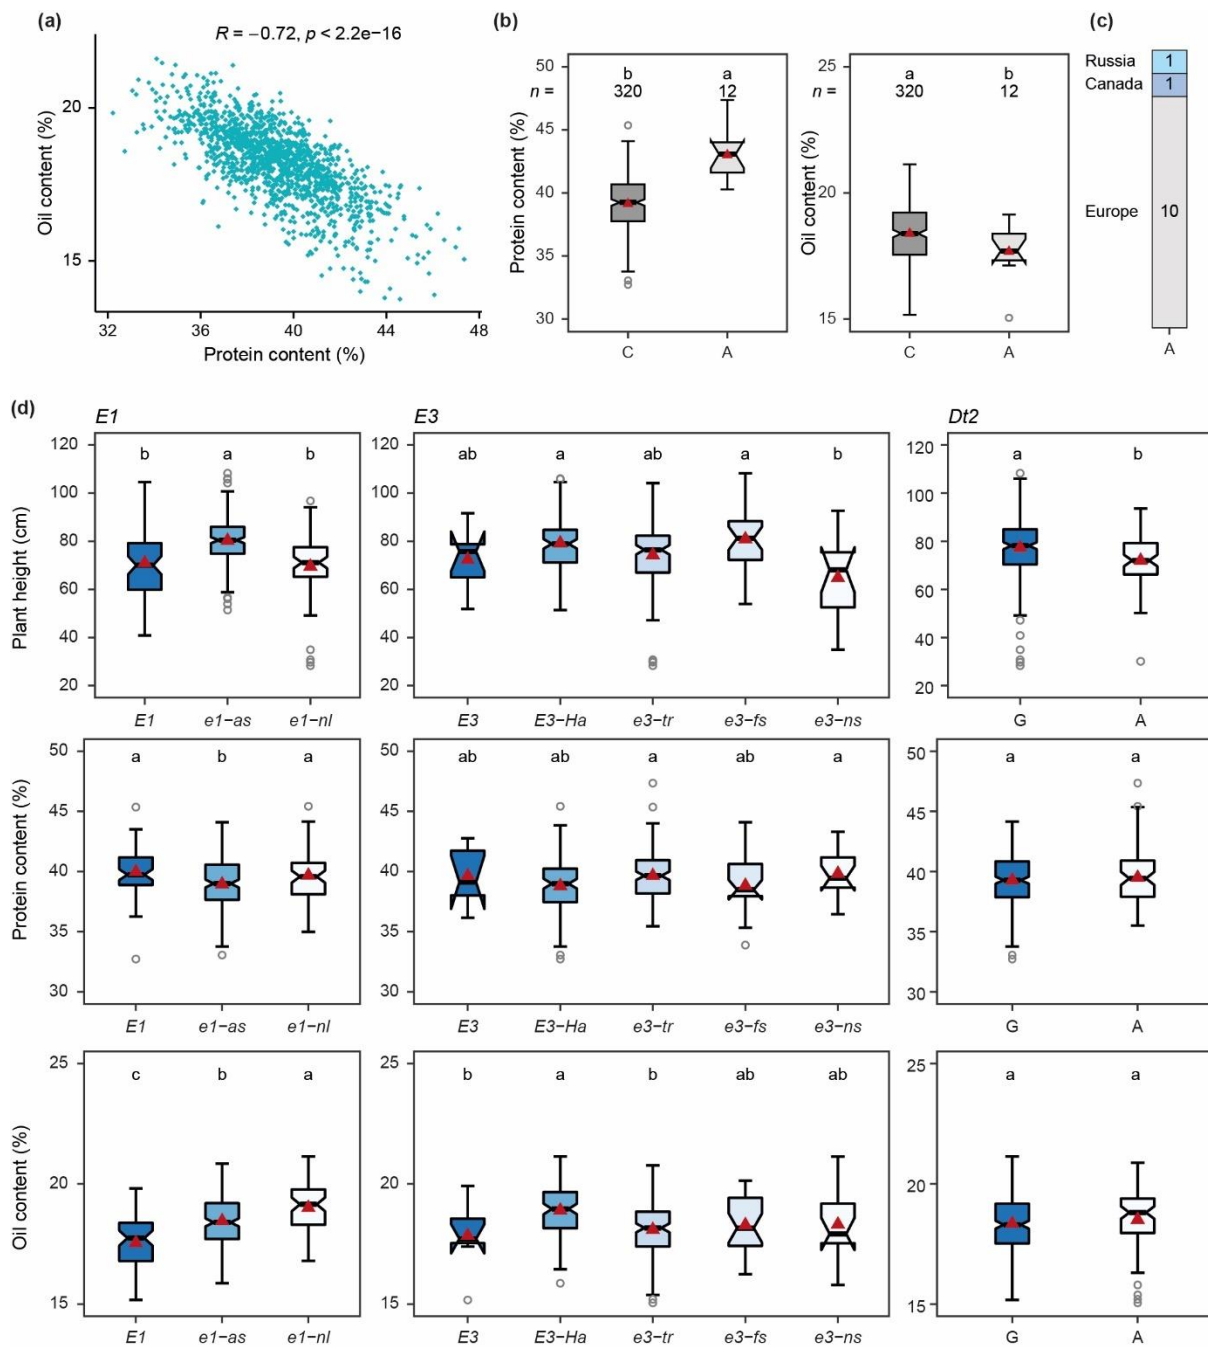 (a)
R = −0.72, p < 2.2e−16
Oil content (%)
20
15
32 36 40 44 48
Protein content (%)
(b)
Protein content (%)
50
45
40
35
30
b a
n = 320 12
C A
Oil content (%)
25
20
15
a b
n = 320 12
C A
(c)
Russia 1
Canada 1
Europe 10
A
(d)
E1 E3 Dt2
Plant height (cm)
120
100
80
60
40
20
b a b
E1 e1−as e1−nl
120
100
80
60
40
20
ab a ab a b
E3 E3−Ha e3−tr e3−fs e3−ns
120
100
80
60
40
20
a b
G A
Protein content (%)
50
45
40
35
30
a b a
E1 e1−as e1−nl
50
45
40
35
30
ab ab a ab a
E3 E3−Ha e3−tr e3−fs e3−ns
50
45
40
35
30
a a
G A
Oil content (%)
25
20
15
c b a
E1 e1−as e1−nl
25
20
15
b a b ab ab
E3 E3−Ha e3−tr e3−fs e3−ns
25
20
15
a a
G A